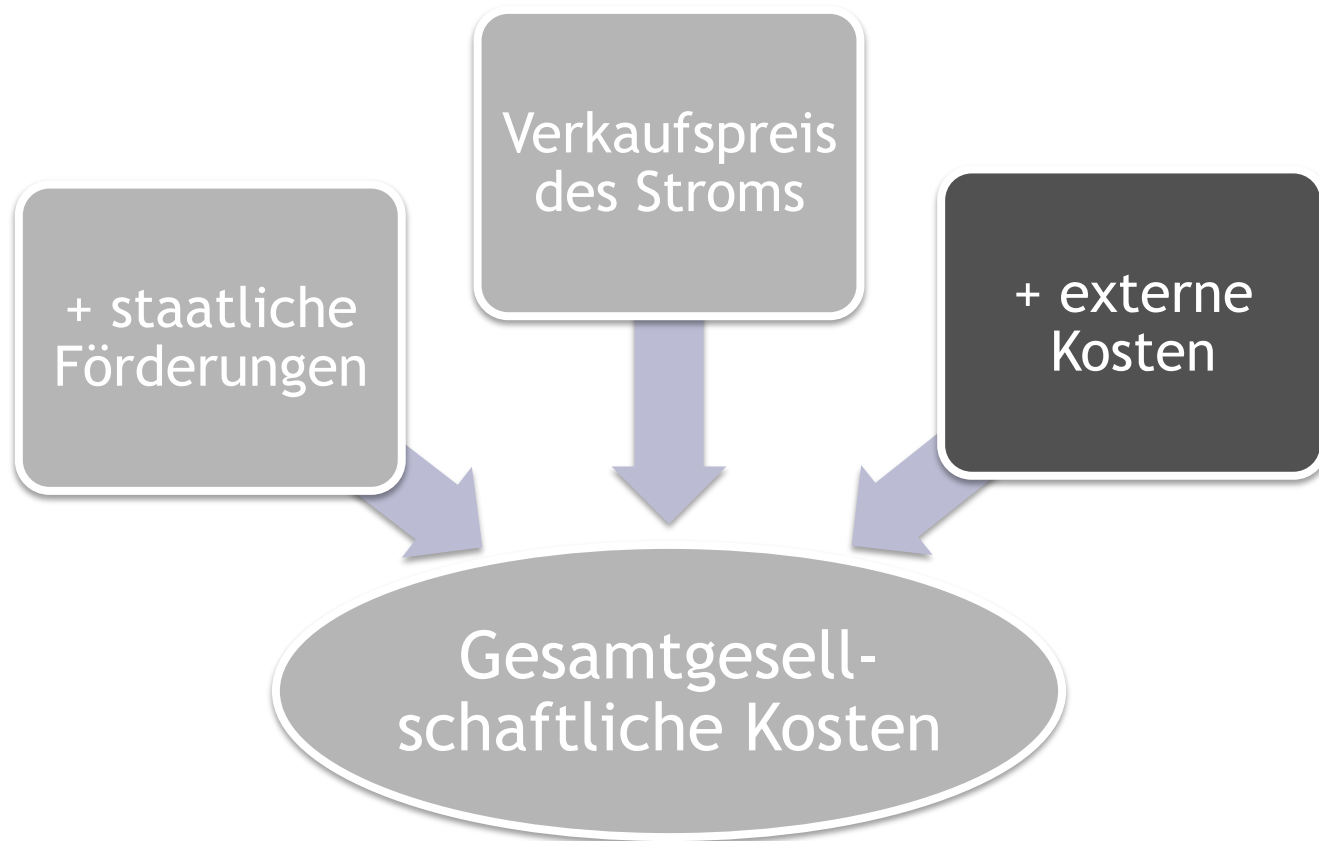 Verkaufspreis
des Stroms
+ staatliche
Förderungen
+ externe
Kosten
Gesamtgesell-
schaftliche Kosten